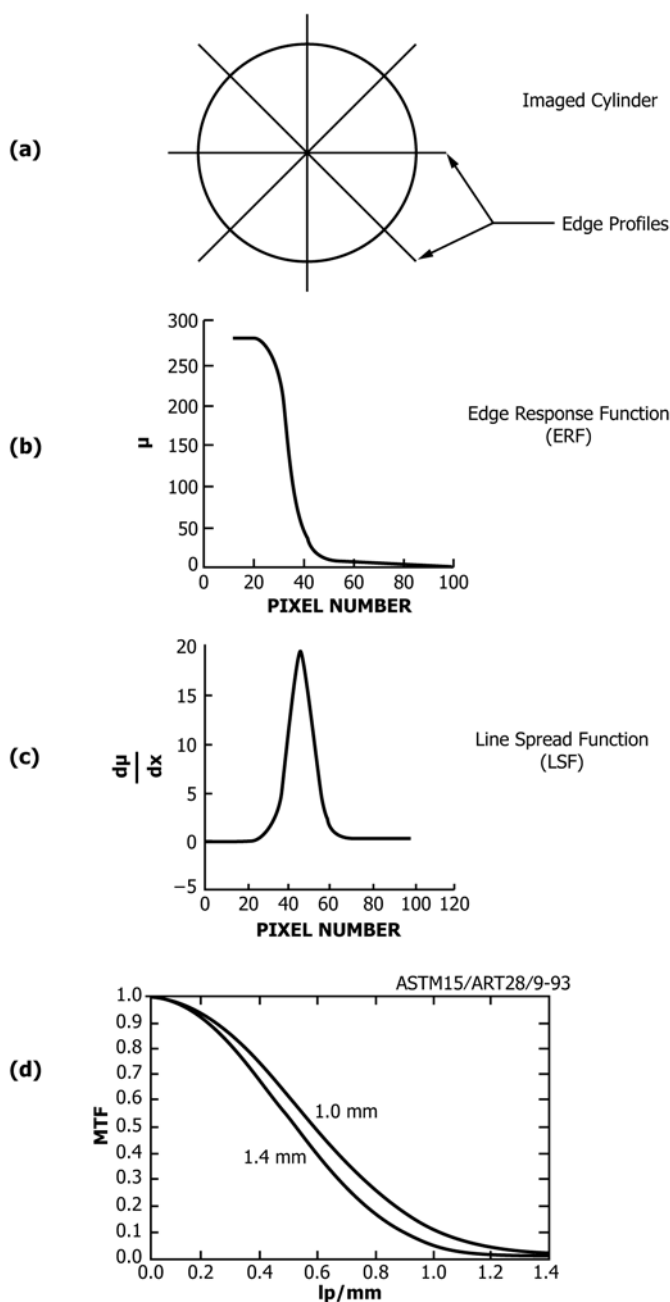 (a)
Imaged Cylinder
Edge Profiles
(b)
300
250
200
150
100
50
0
µ
0 20 40 60 80 100
PIXEL NUMBER
Edge Response Function
(ERF)
(c)
20
15
10
5
0
−5
dµ
dx
0 20 40 60 80 100 120
PIXEL NUMBER
Line Spread Function
(LSF)
(d)
ASTM15/ART28/9-93
1.0
0.9
0.8
0.7
0.6
0.5
0.4
0.3
0.2
0.1
0.0
MTF
1.0 mm
1.4 mm
0.0 0.2 0.4 0.6 0.8 1.0 1.2 1.4
lp/mm